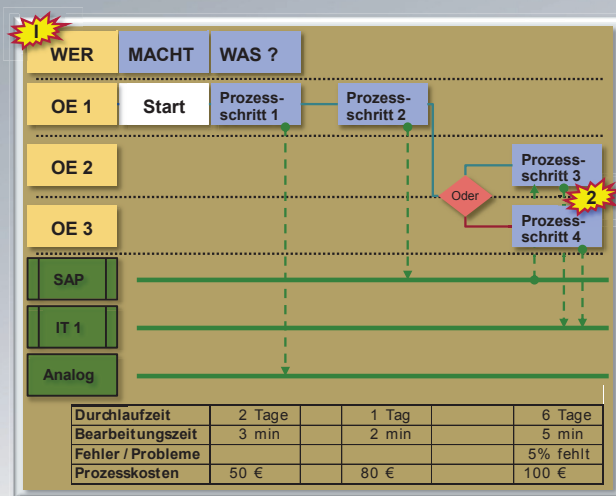 1
WER MACHT WAS ?
OE 1 Start Prozess-
schritt 1
Prozess-
schritt 2
OE 2
Prozess-
schritt 3
Oder
2
OE 3
Prozess-
schritt 4
SAP
IT 1
Analog
Durchlaufzeit 2 Tage 1 Tag 6 Tage
Bearbeitungszeit 3 min 2 min 5 min
Fehler / Probleme 5% fehlt
Prozesskosten 50 € 80 € 100 €